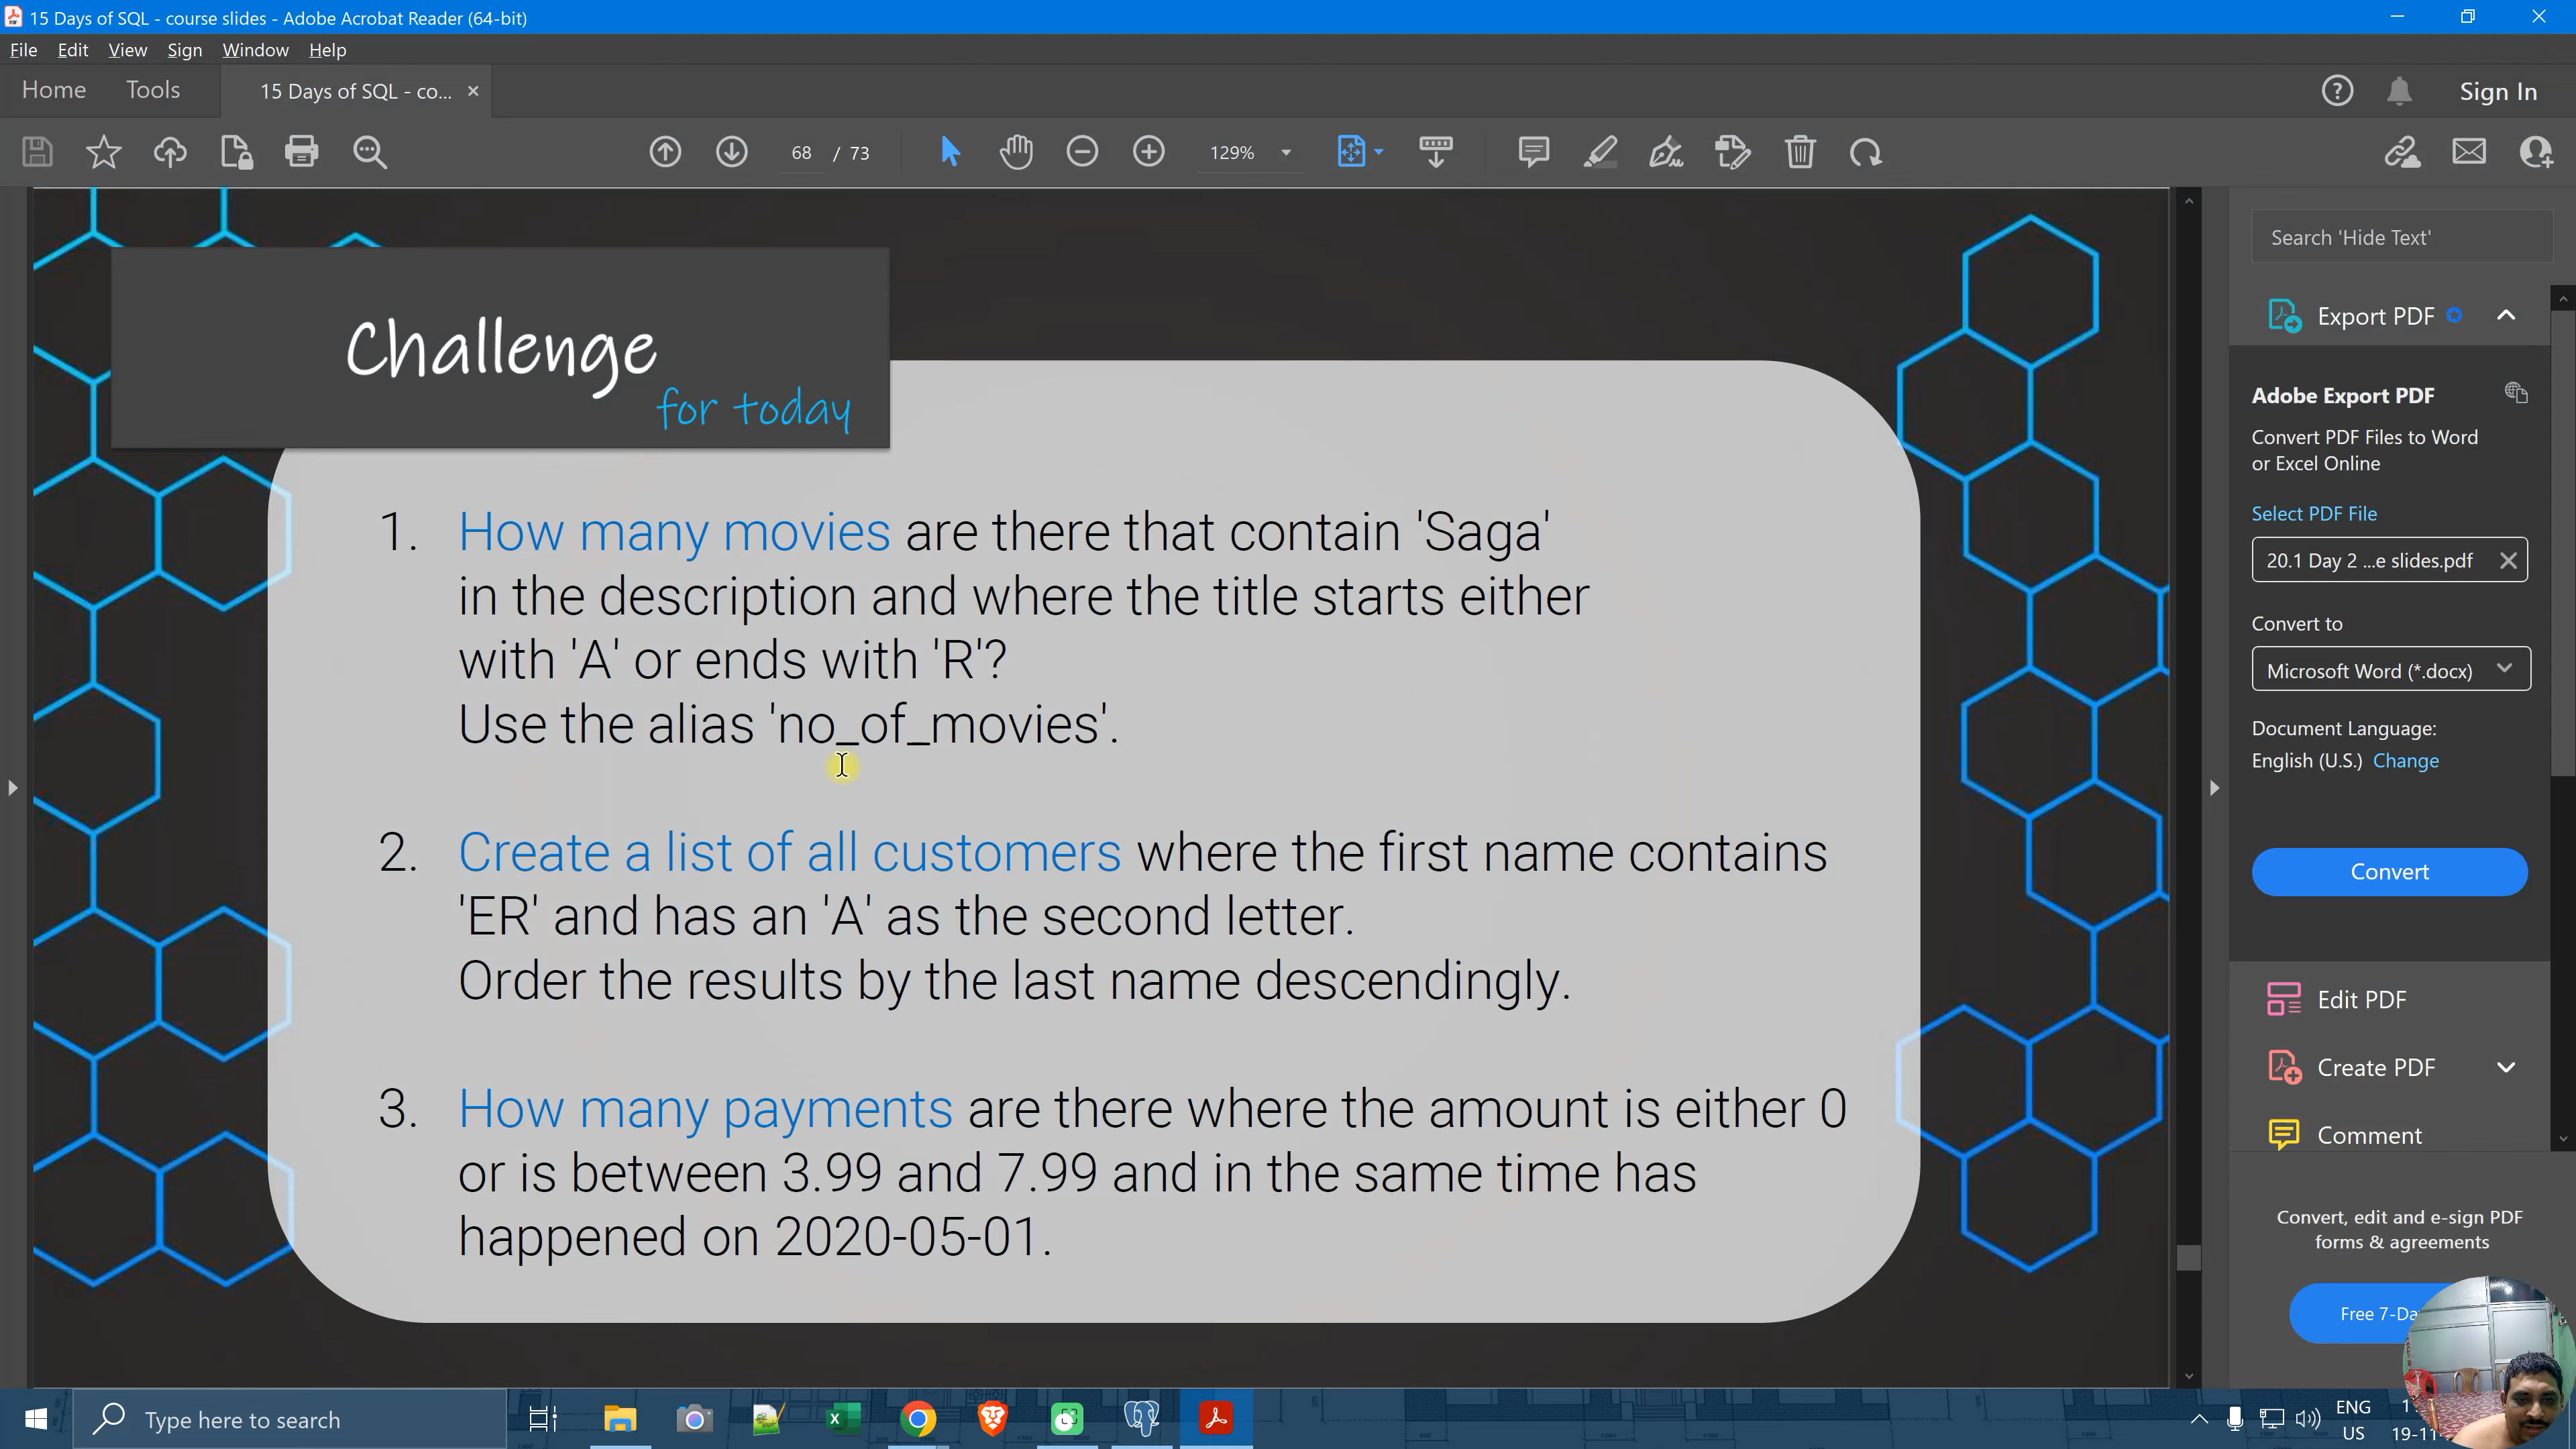 15 Days of SQL - course slides - Adobe Acrobat Reader (64-bit)
File Edit View Sign Window Help
Home Tools 15 Days of SQL - co... Sign In
68 / 73 129%
Challenge
for today
1. How many movies are there that contain 'Saga'
in the description and where the title starts either
with 'A' or ends with 'R'?
Use the alias 'no_of_movies'.
2. Create a list of all customers where the first name contains
'ER' and has an 'A' as the second letter.
Order the results by the last name descendingly.
3. How many payments are there where the amount is either 0
or is between 3.99 and 7.99 and in the same time has
happened on 2020-05-01.
Search 'Hide Text'
Export PDF
Adobe Export PDF
Convert PDF Files to Word
or Excel Online
Select PDF File
20.1 Day 2 ...e slides.pdf
Convert to
Microsoft Word (*.docx)
Document Language:
English (U.S.) Change
Convert
Edit PDF
Create PDF
Comment
Convert, edit and e-sign PDF
forms & agreements
Free 7-Da
Type here to search
ENG
US
19-11